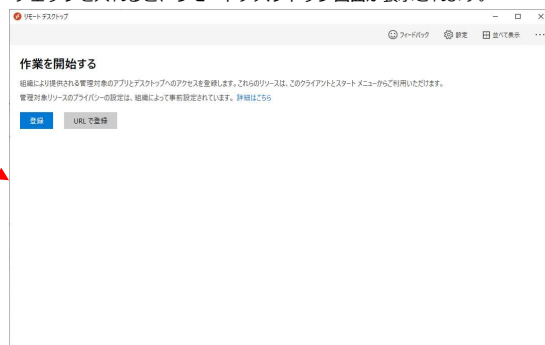 リモート デスクトップ
フィードバック 設定 並べて表示 ...
作業を開始する
組織により提供される管理対象のアプリとデスクトップへのアクセスを登録します。これらのリソースは、このクライアントとスタート メニューからご利用いただけます。
管理対象リソースのプライバシーの設定は、組織によって事前設定されています。 詳細はこちら
登録 URL で登録